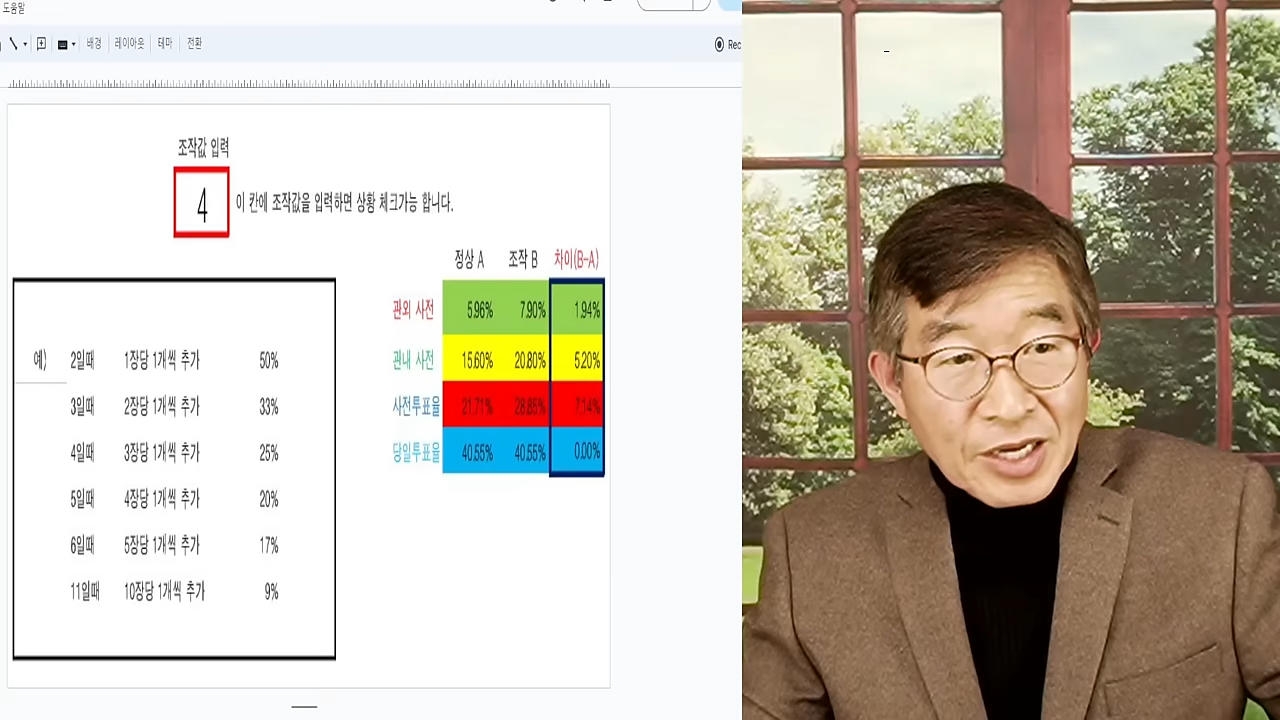 도움말
배경 레이아웃 테마 전환
Rec
조작값 입력
4 이 칸에 조작값을 입력하면 상황 체크가능 합니다.
정상 A 조작 B 차이(B-A)
관외 사전 5.96% 7.90% 1.94%
관내 사전 15.60% 20.80% 5.20%
사전투표율 21.71% 28.85% 7.14%
당일투표율 40.55% 40.55% 0.00%
예) 2일때 1장당 1개씩 추가 50%
3일때 2장당 1개씩 추가 33%
4일때 3장당 1개씩 추가 25%
5일때 4장당 1개씩 추가 20%
6일때 5장당 1개씩 추가 17%
11일때 10장당 1개씩 추가 9%